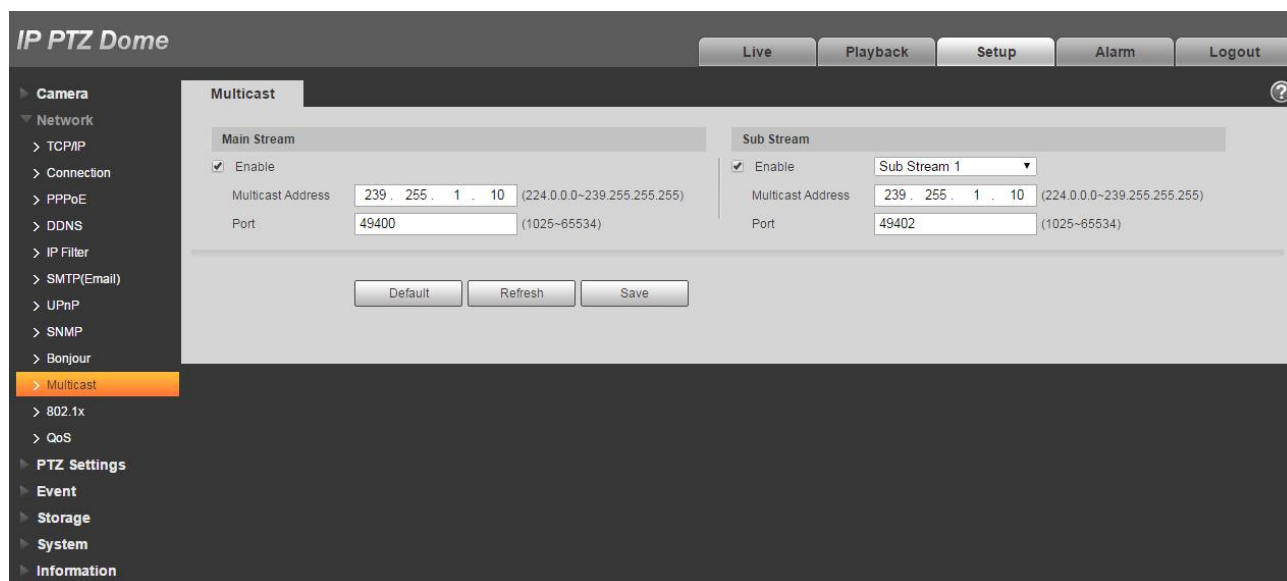 IP PTZ Dome
Live Playback Setup Alarm Logout
Camera
Network
> TCP/IP
> Connection
> PPPoE
> DDNS
> IP Filter
> SMTP(Email)
> UPnP
> SNMP
> Bonjour
> Multicast
> 802.1x
> QoS
PTZ Settings
Event
Storage
System
Information
Multicast
?
Main Stream
Enable
Multicast Address 239 . 255 . 1 . 10 (224.0.0.0~239.255.255.255)
Port 49400 (1025~65534)
Sub Stream
Enable Sub Stream 1
Multicast Address 239 . 255 . 1 . 10 (224.0.0.0~239.255.255.255)
Port 49402 (1025~65534)
Default Refresh Save